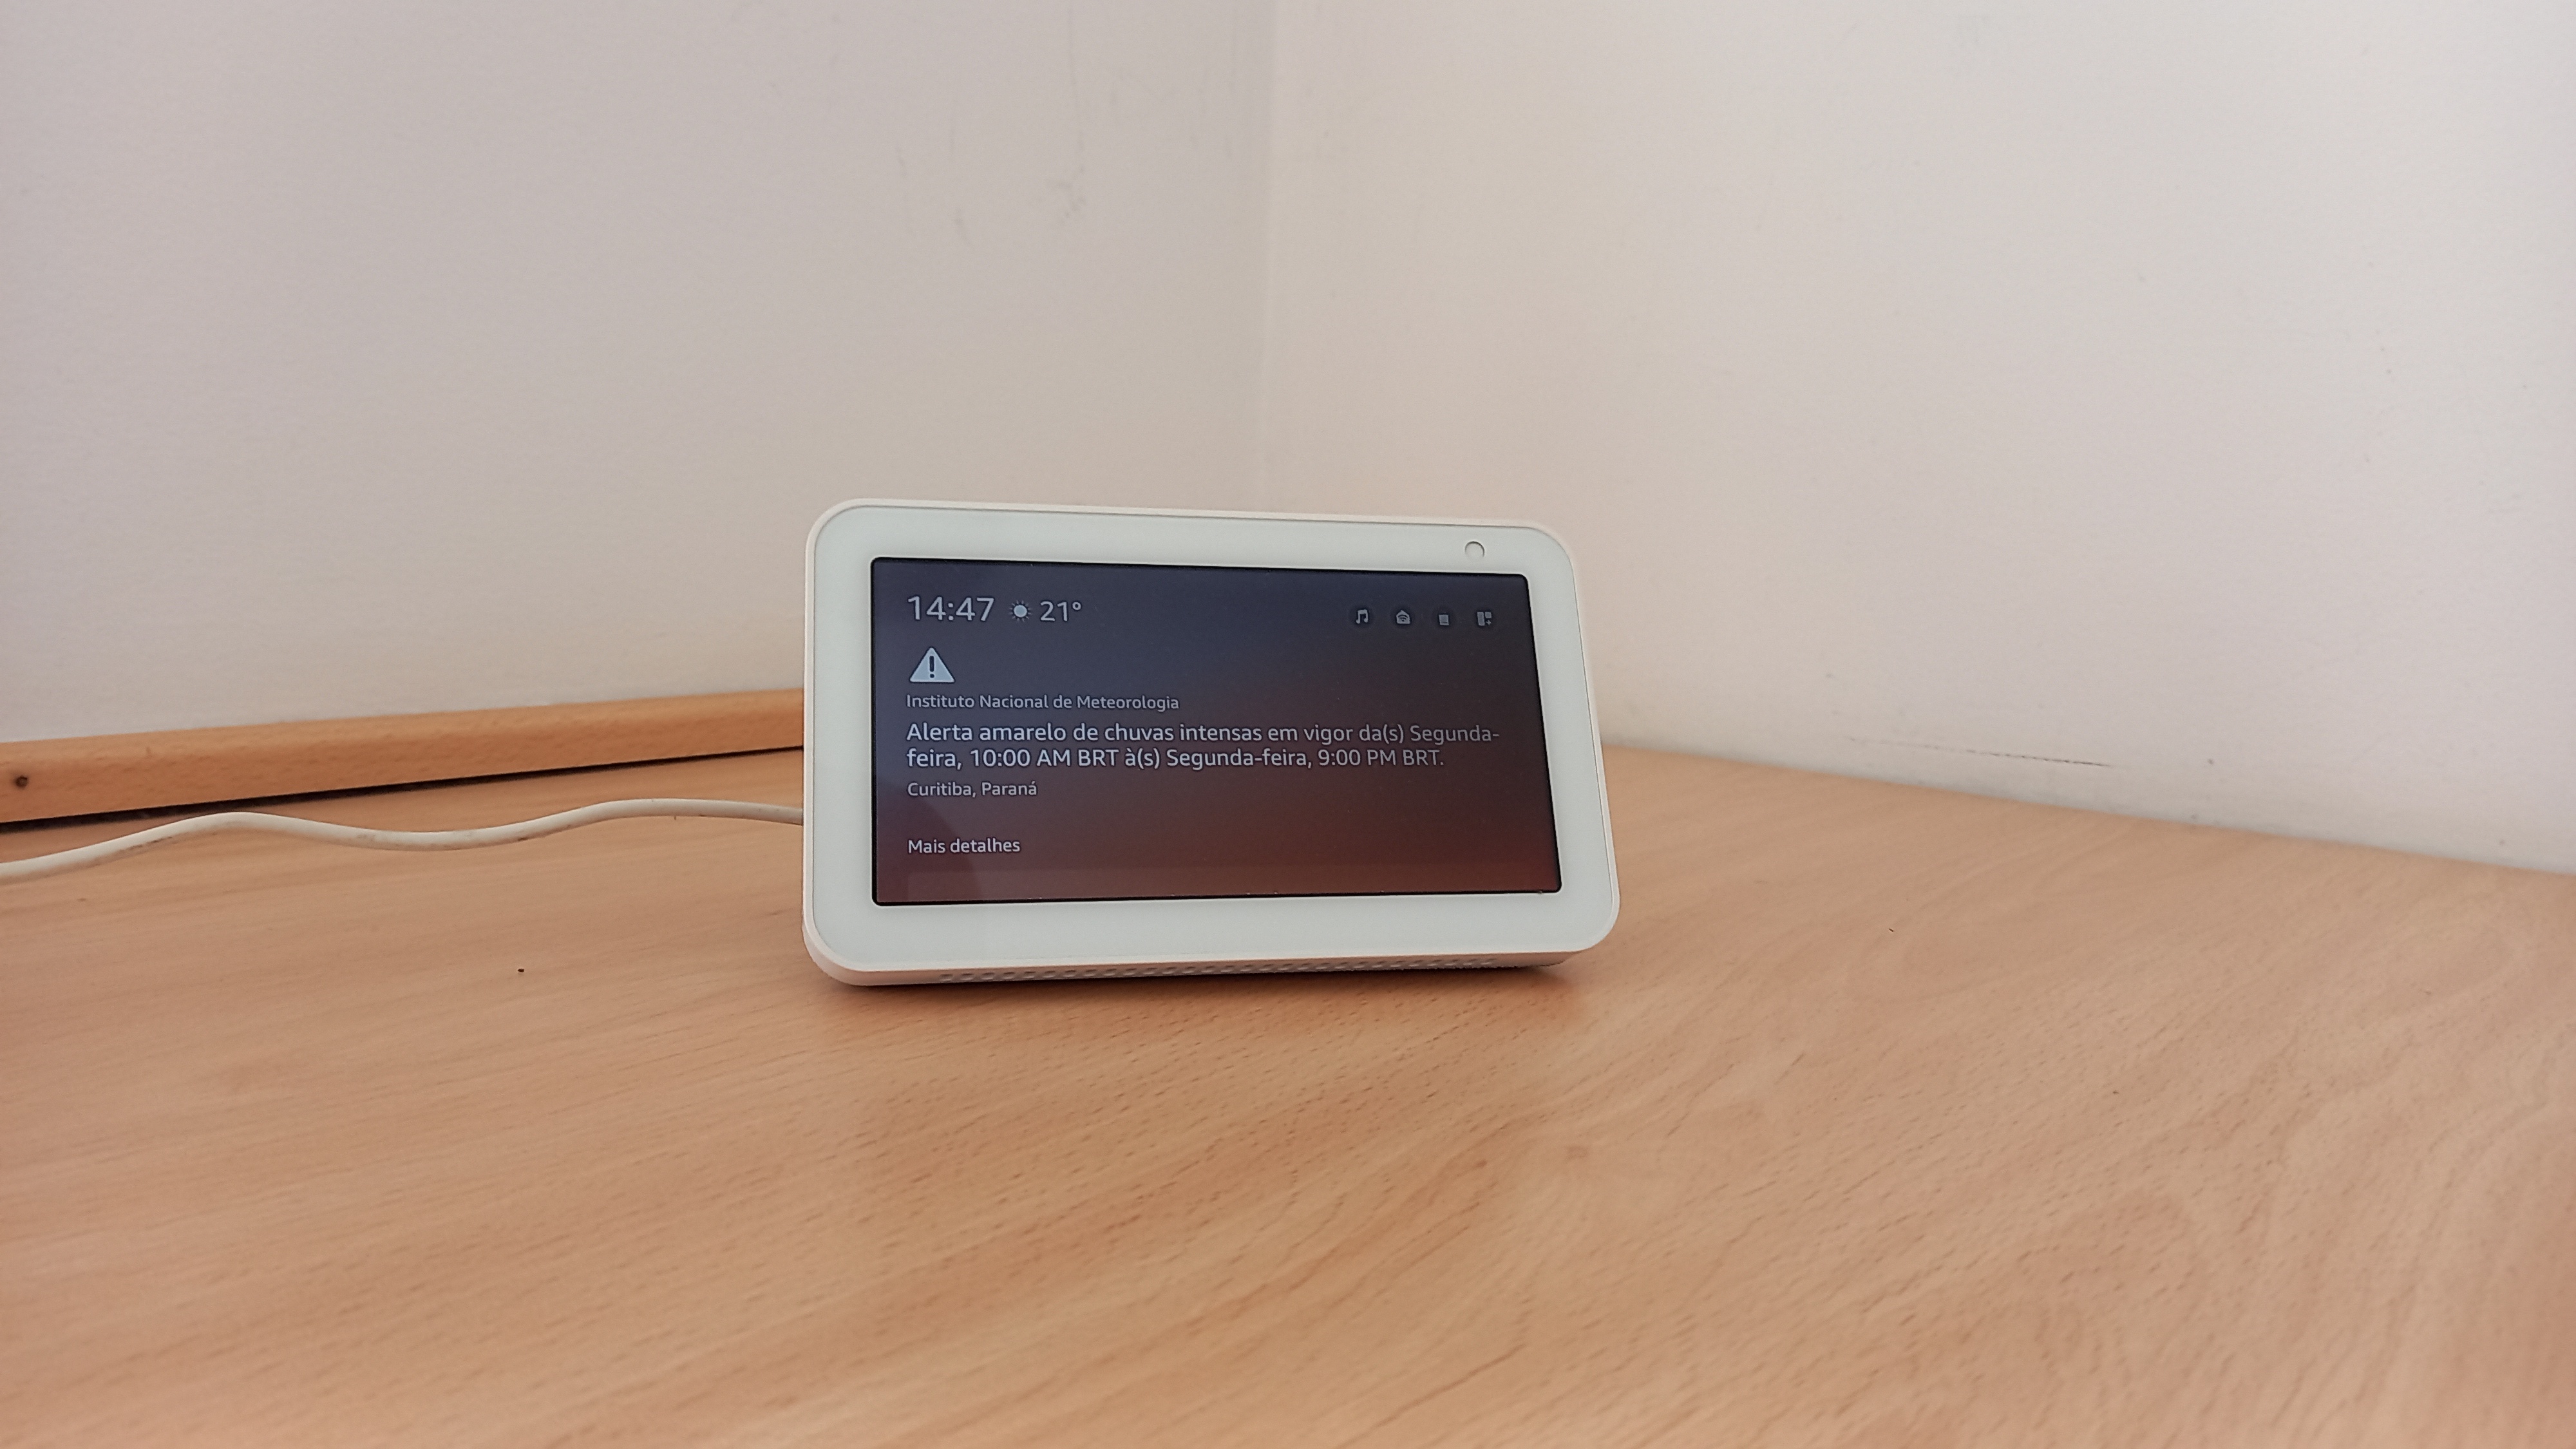 14:47 21°
Instituto Nacional de Meteorologia
Alerta amarelo de chuvas intensas em vigor da(s) Segunda-
feira, 10:00 AM BRT à(s) Segunda-feira, 9:00 PM BRT.
Curitiba, Paraná
Mais detalhes